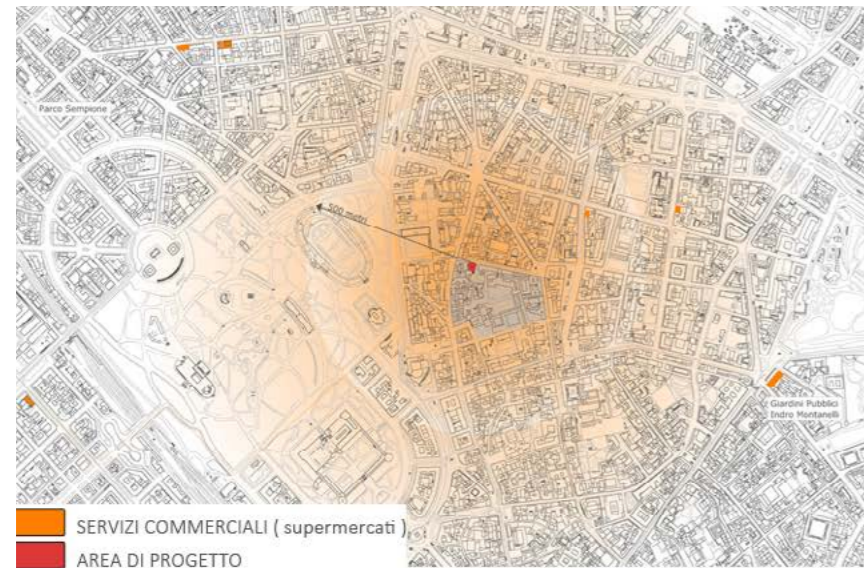 Parco Sempione
500 metri
Giardini Pubblici
Indro Montanelli
SERVIZI COMMERCIALI ( supermercati )
AREA DI PROGETTO